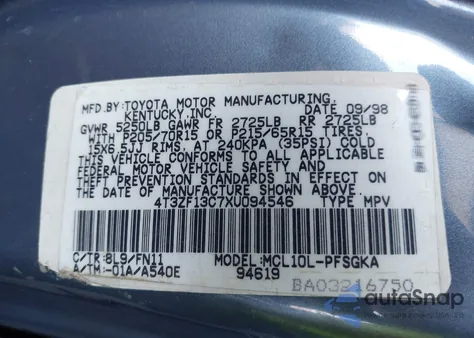 MFD.BY: TOYOTA MOTOR MANUFACTURING,
KENTUCKY, INC. DATE 09/98
GVWR 5250LB GAWR FR 2725LB RR 2725LB
WITH P205/70R15 or P215/65R15 TIRES,
15X6.5JJ RIMS, AT 240KPA (35PSI) COLD
THIS VEHICLE CONFORMS TO ALL APPLICABLE
FEDERAL MOTOR VEHICLE SAFETY AND
THEFT PREVENTION STANDARDS IN EFFECT
ON THE DATE OF MANUFACTURE SHOWN
ABOVE.
4T3ZF13C7XU094546 TYPE: MPV
C/TR:8L9/FN11 MCL10L-PFSGKA
A/TM:-01A/A540E 94619
BA03216750
autoSnap